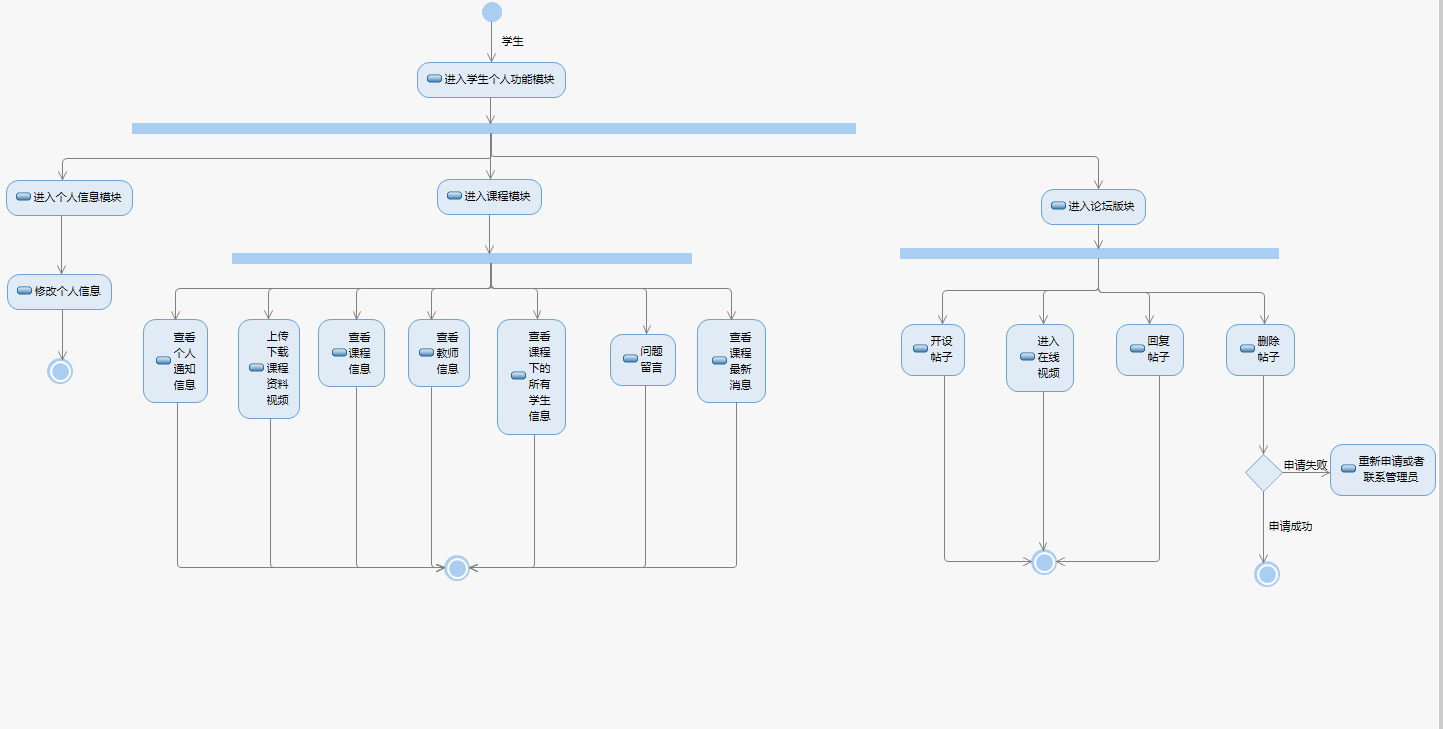 学生
进入学生个人功能模块
进入个人信息模块
进入课程模块
进入论坛版块
修改个人信息
查看
个人
通知
信息
上传
下载
课程
资料
视频
查看
课程
信息
查看
教师
信息
查看
课程
下的
所有
学生
信息
问题
留言
查看
课程
最新
消息
开设
帖子
进入
在线
视频
回复
帖子
删除
帖子
申请失败
重新申请或者
联系管理员
申请成功